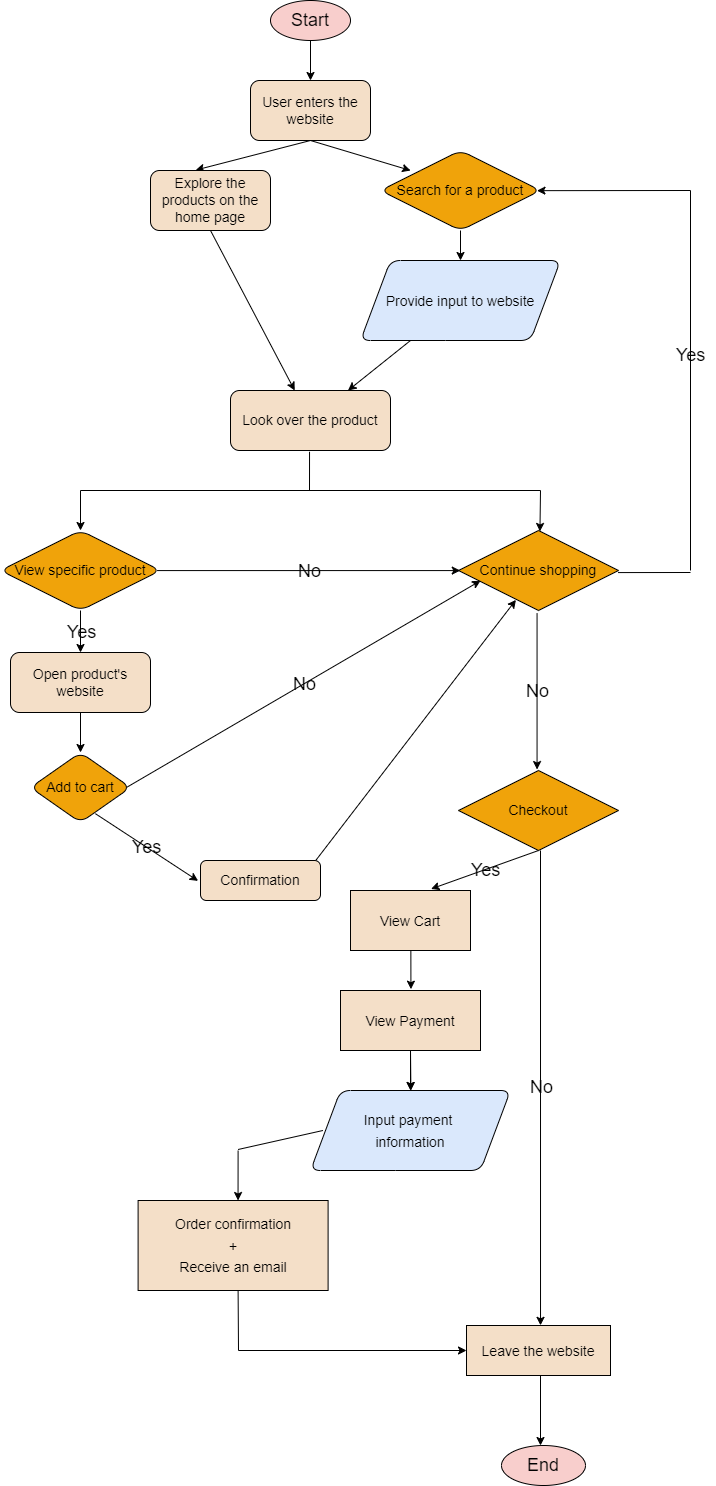 Start
User enters the
website
Explore the
products on the
home page
Search for a product
Provide input to website
Yes
Look over the product
View specific product
No
Continue shopping
Yes
Open product's
website
No
No
Add to cart
Checkout
Yes
Confirmation
Yes
View Cart
View Payment
No
Input payment
information
Order confirmation
+
Receive an email
Leave the website
End